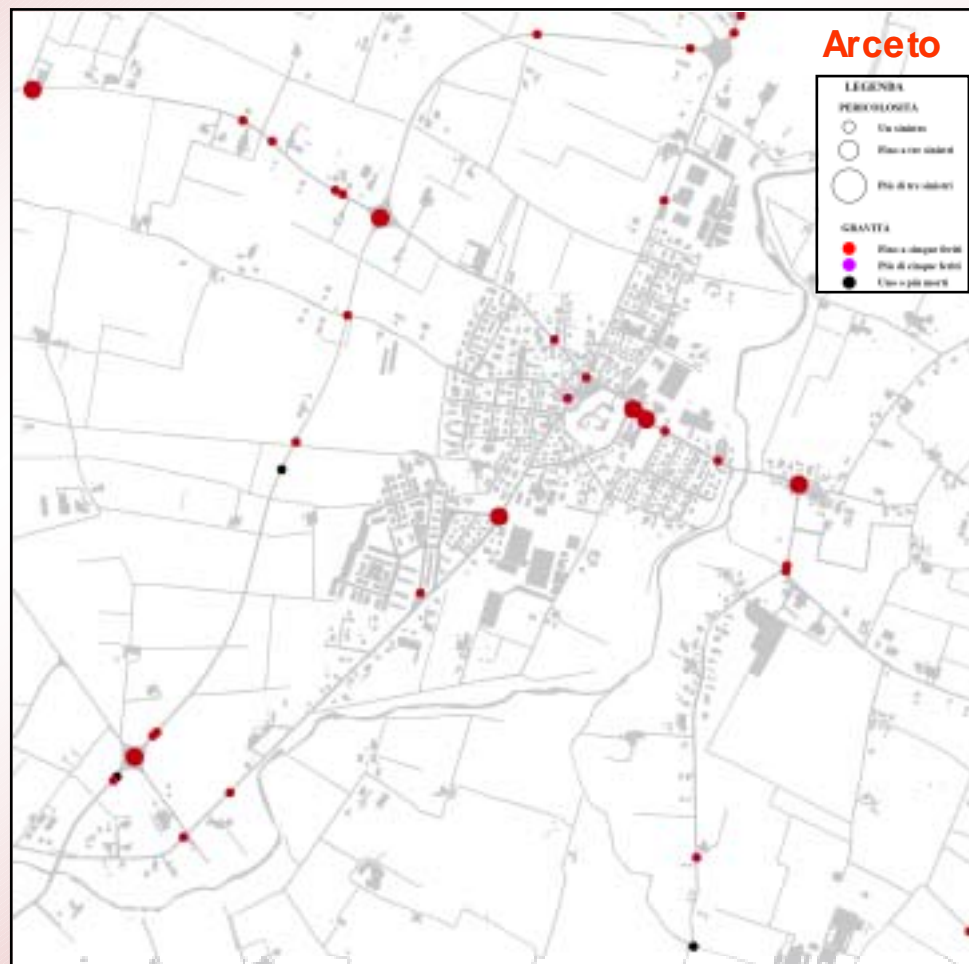 Arceto
LEGENDA
PERICOLOSITA
Un sinistro
Fino a tre sinistri
Più di tre sinistri
GRAVITA
Fino a cinque feriti
Più di cinque feriti
Uno o più morti